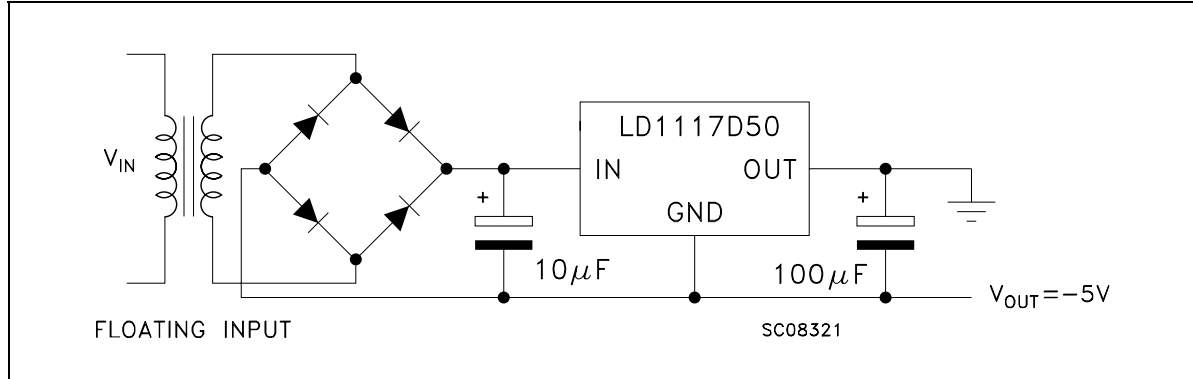 LD1117D50
V_IN
IN OUT
GND
+
+
10µF
100µF
V_OUT=-5V
FLOATING INPUT
SC08321